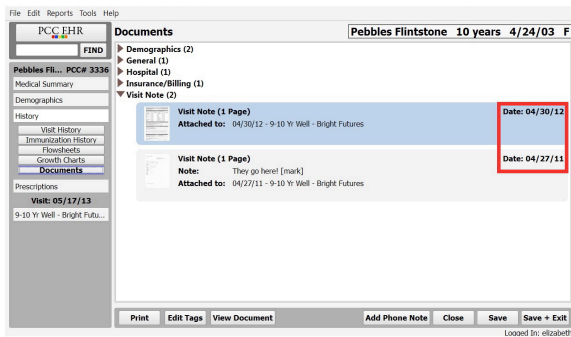 File Edit Reports Tools Help
PCC EHR
Documents
Pebbles Flintstone 10 years 4/24/03 F
FIND
Pebbles Fli... PCC# 3336
Medical Summary
Demographics
History
Visit History
Immunization History
Flowsheets
Growth Charts
Documents
Prescriptions
Visit: 05/17/13
9-10 Yr Well - Bright Futu...
Demographics (2)
General (1)
Hospital (1)
Insurance/Billing (1)
Visit Note (2)
Visit Note (1 Page) Date: 04/30/12
Attached to: 04/30/12 - 9-10 Yr Well - Bright Futures
Visit Note (1 Page) Date: 04/27/11
Note: They go here! [mark]
Attached to: 04/27/11 - 9-10 Yr Well - Bright Futures
Print Edit Tags View Document Add Phone Note Close Save Save + Exit
Logged In: elizabeth